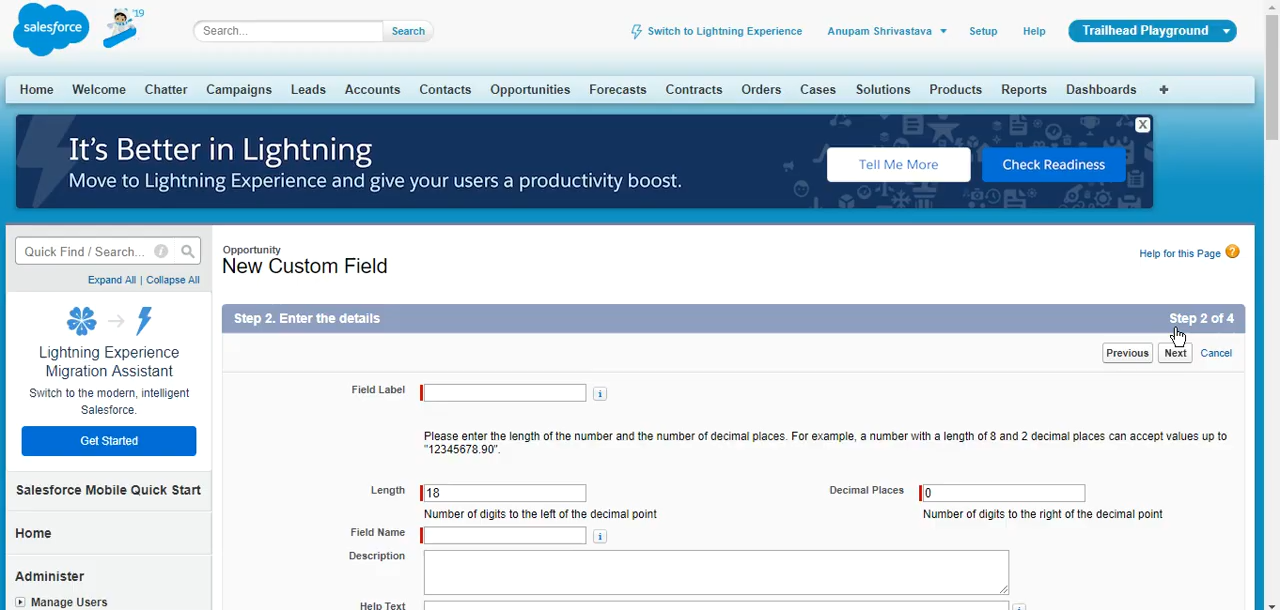 salesforce
'19
Search...
Search
Switch to Lightning Experience
Anupam Shrivastava
Setup
Help
Trailhead Playground
Home Welcome Chatter Campaigns Leads Accounts Contacts Opportunities Forecasts Contracts Orders Cases Solutions Products Reports Dashboards +
It's Better in Lightning
Move to Lightning Experience and give your users a productivity boost.
Tell Me More
Check Readiness
X
Quick Find / Search...
Expand All | Collapse All
Lightning Experience
Migration Assistant
Switch to the modern, intelligent
Salesforce.
Get Started
Salesforce Mobile Quick Start
Home
Administer
Manage Users
Opportunity
New Custom Field
Help for this Page ?
Step 2. Enter the details
Step 2 of 4
Previous Next Cancel
Field Label
i
Please enter the length of the number and the number of decimal places. For example, a number with a length of 8 and 2 decimal places can accept values up to
"12345678.90".
Length 18
Decimal Places 0
Number of digits to the left of the decimal point
Number of digits to the right of the decimal point
Field Name
i
Description
Help Text